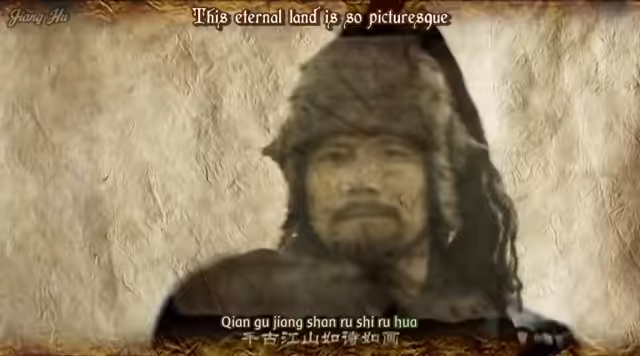 Jiang Hu
This eternal land is so picturesque
Qian gu jiang shan ru shi ru hua
千古江山如诗如画